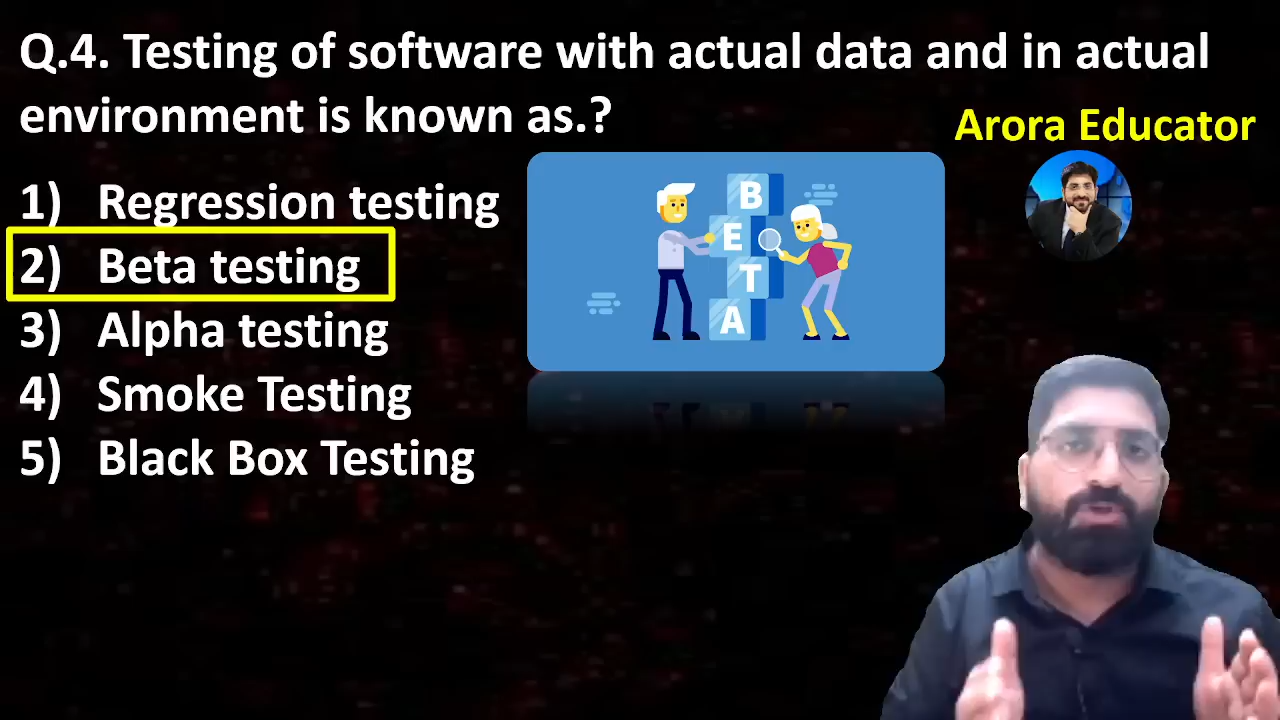 Q.4. Testing of software with actual data and in actual
environment is known as.?
Arora Educator
1) Regression testing
2) Beta testing
3) Alpha testing
4) Smoke Testing
5) Black Box Testing
B
E
T
A